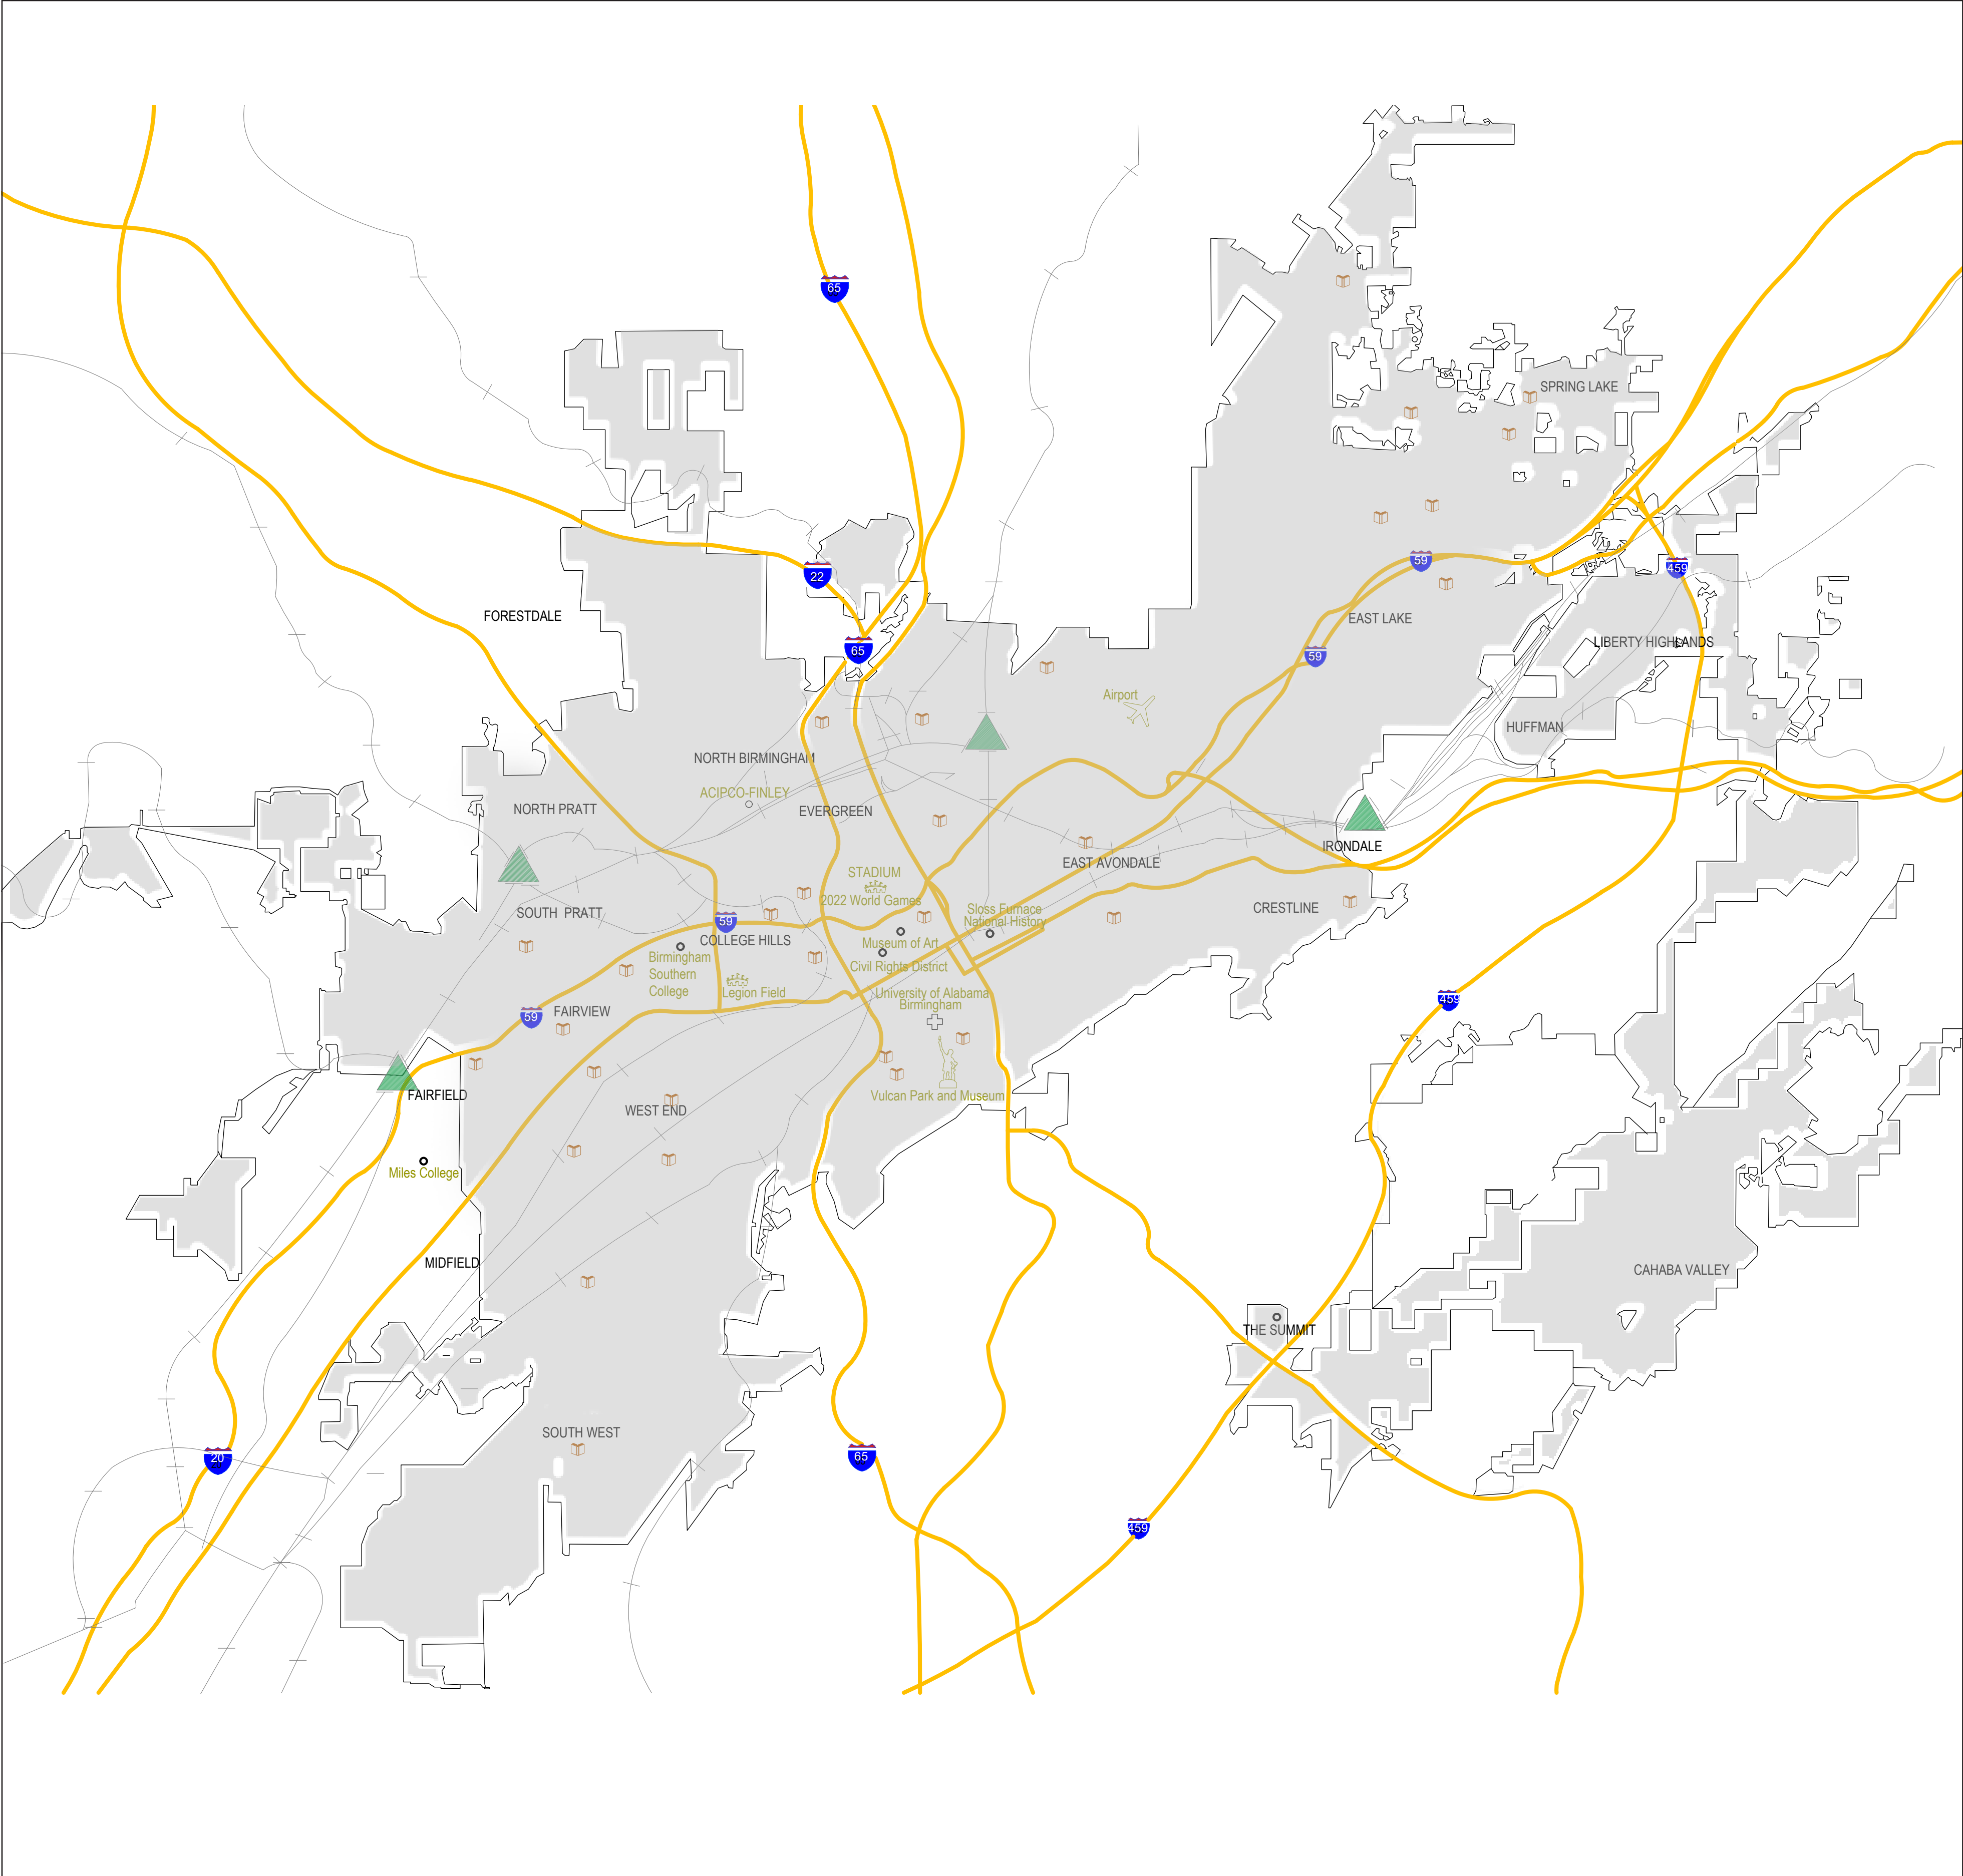 65
SPRING LAKE
59
459
22
FORESTDALE
EAST LAKE
65
59
LIBERTY HIGHLANDS
Airport
HUFFMAN
NORTH BIRMINGHAM
ACIPCO-FINLEY
NORTH PRATT
EVERGREEN
IRONDALE
EAST AVONDALE
STADIUM
2022 World Games
CRESTLINE
SOUTH PRATT
59
Sloss Furnace
National History
COLLEGE HILLS
Museum of Art
Birmingham
Southern
College
Civil Rights District
Legion Field
University of Alabama
Birmingham
459
59
FAIRVIEW
FAIRFIELD
Vulcan Park and Museum
WEST END
Miles College
MIDFIELD
CAHABA VALLEY
THE SUMMIT
SOUTH WEST
20
65
459